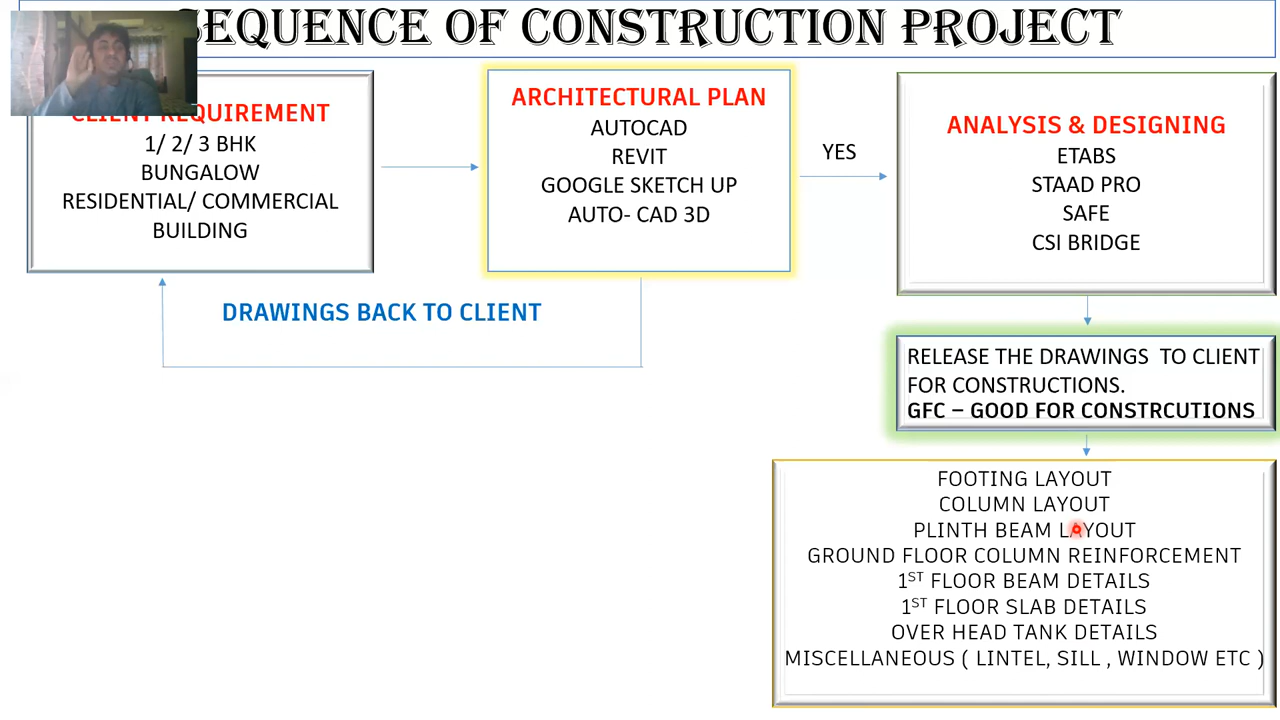 SEQUENCE OF CONSTRUCTION PROJECT
CLIENT REQUIREMENT
1/ 2/ 3 BHK
BUNGALOW
RESIDENTIAL/ COMMERCIAL
BUILDING
ARCHITECTURAL PLAN
AUTOCAD
REVIT
GOOGLE SKETCH UP
AUTO- CAD 3D
YES
ANALYSIS & DESIGNING
ETABS
STAAD PRO
SAFE
CSI BRIDGE
DRAWINGS BACK TO CLIENT
RELEASE THE DRAWINGS TO CLIENT
FOR CONSTRUCTIONS.
GFC – GOOD FOR CONSTRCUTIONS
FOOTING LAYOUT
COLUMN LAYOUT
PLINTH BEAM LAYOUT
GROUND FLOOR COLUMN REINFORCEMENT
1ST FLOOR BEAM DETAILS
1ST FLOOR SLAB DETAILS
OVER HEAD TANK DETAILS
MISCELLANEOUS ( LINTEL, SILL , WINDOW ETC )